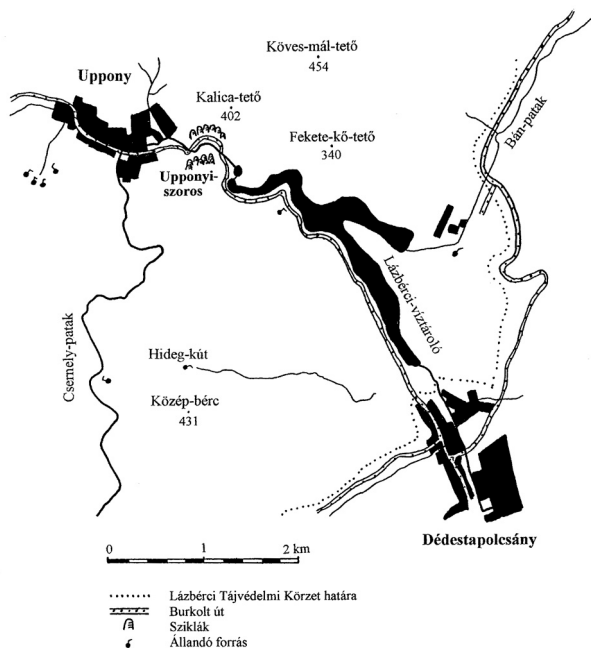 Köves-mál-tető
454
Uppony
Kalica-tető
402
Fekete-kő-tető
340
Bán-patak
Upponyi-
szoros
Lázbérci-víztároló
Csernely-patak
Hideg-kút
Közép-bérc
431
Dédestapolcsány
0 1 2 km
Lázbérci Tájvédelmi Körzet határa
Burkolt út
Sziklák
Állandó forrás